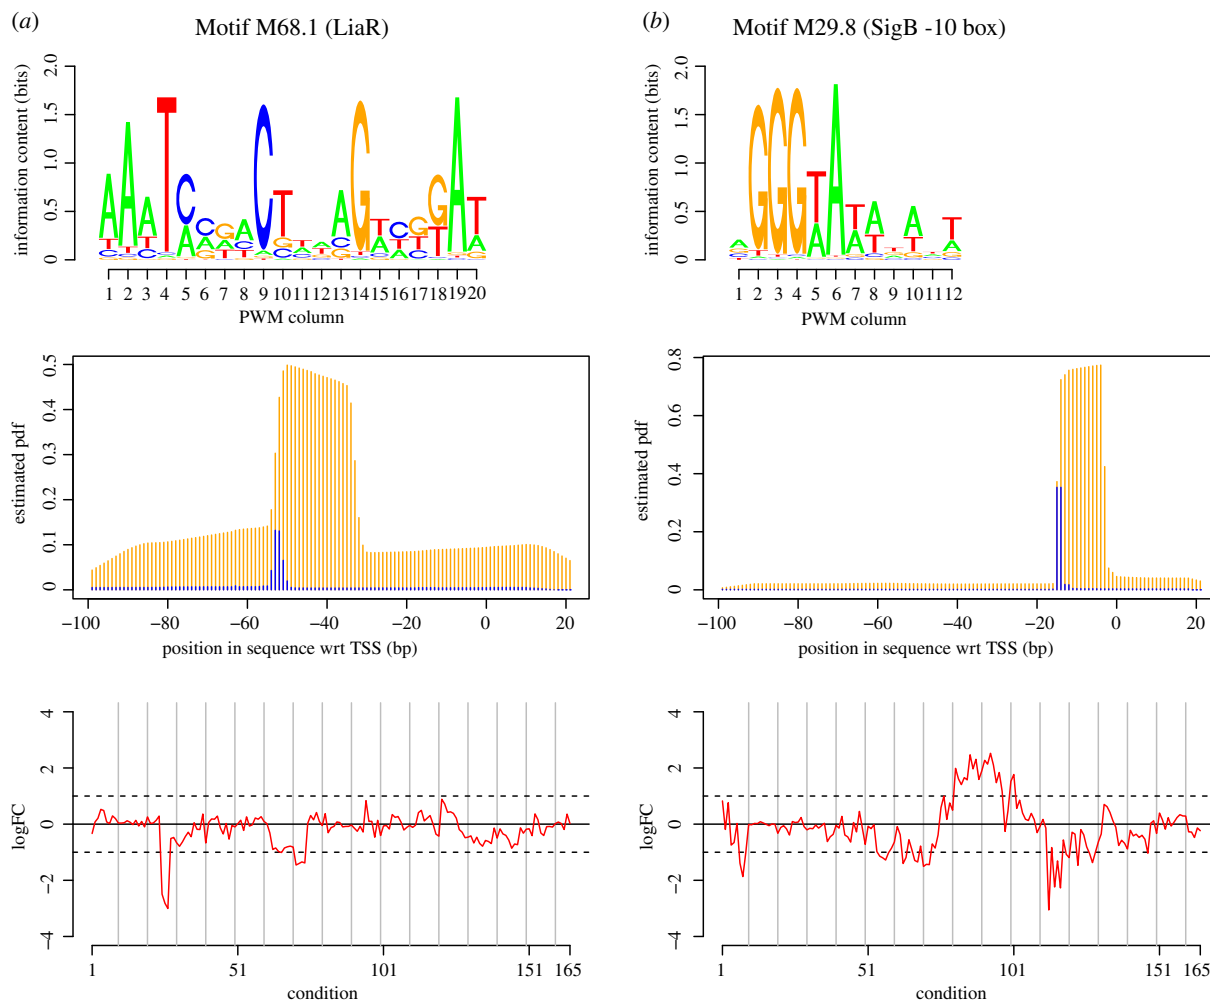 (a) Motif M68.1 (LiaR)
information content (bits)
2.0
1.5
1.0
0.5
0
1 2 3 4 5 6 7 8 9 10 11 12 13 14 15 16 17 18 19 20
PWM column
estimated pdf
0.5
0.4
0.3
0.2
0.1
0
−100 −80 −60 −40 −20 0 20
position in sequence wrt TSS (bp)
logFC
4
2
0
−2
−4
1 51 101 151 165
condition
(b) Motif M29.8 (SigB -10 box)
information content (bits)
2.0
1.5
1.0
0.5
0
1 2 3 4 5 6 7 8 9 10 11 12
PWM column
estimated pdf
0.8
0.6
0.4
0.2
0
−100 −80 −60 −40 −20 0 20
position in sequence wrt TSS (bp)
logFC
4
2
0
−2
−4
1 51 101 151 165
condition